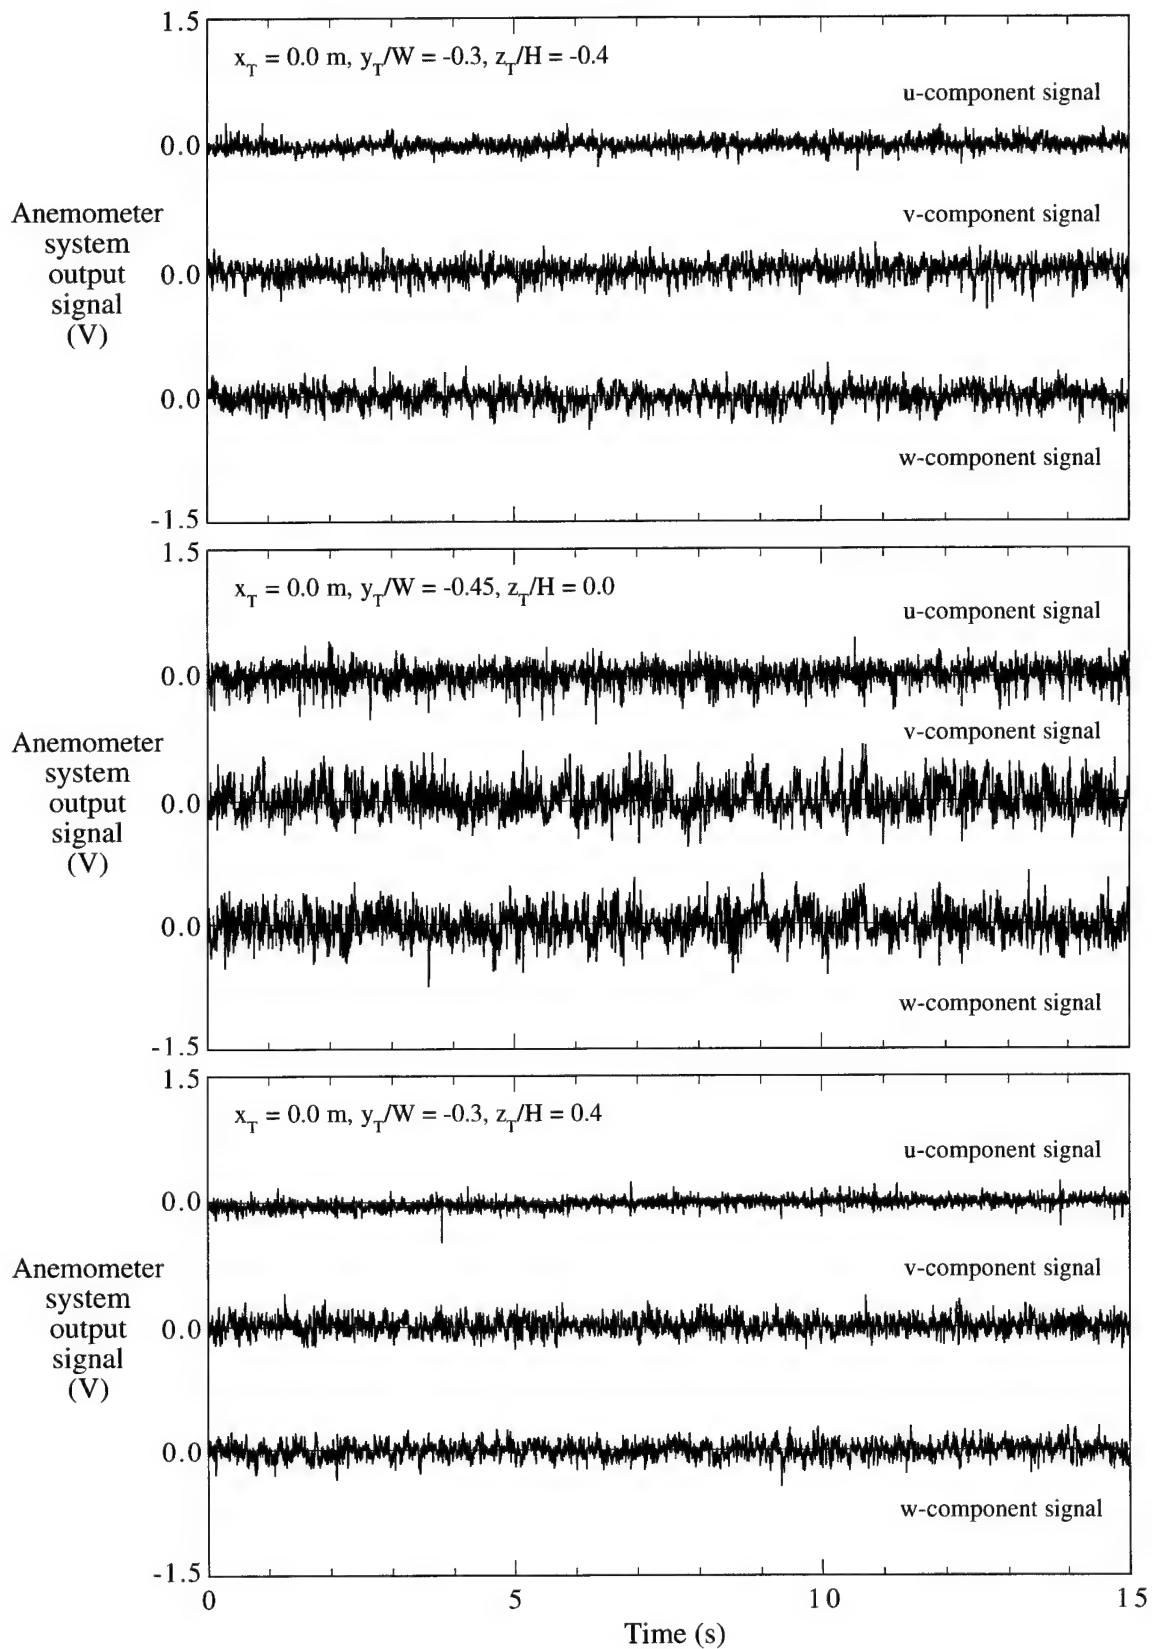 1.5
x_T = 0.0 m, y_T/W = -0.3, z_T/H = -0.4
u-component signal
0.0
Anemometer
system
output
signal
(V)
v-component signal
0.0
0.0
w-component signal
-1.5
1.5
x_T = 0.0 m, y_T/W = -0.45, z_T/H = 0.0
u-component signal
0.0
v-component signal
Anemometer
system
output
signal
(V)
0.0
0.0
w-component signal
-1.5
1.5
x_T = 0.0 m, y_T/W = -0.3, z_T/H = 0.4
u-component signal
0.0
Anemometer
system
output
signal
(V)
v-component signal
0.0
0.0
w-component signal
-1.5
0 5 10 15
Time (s)